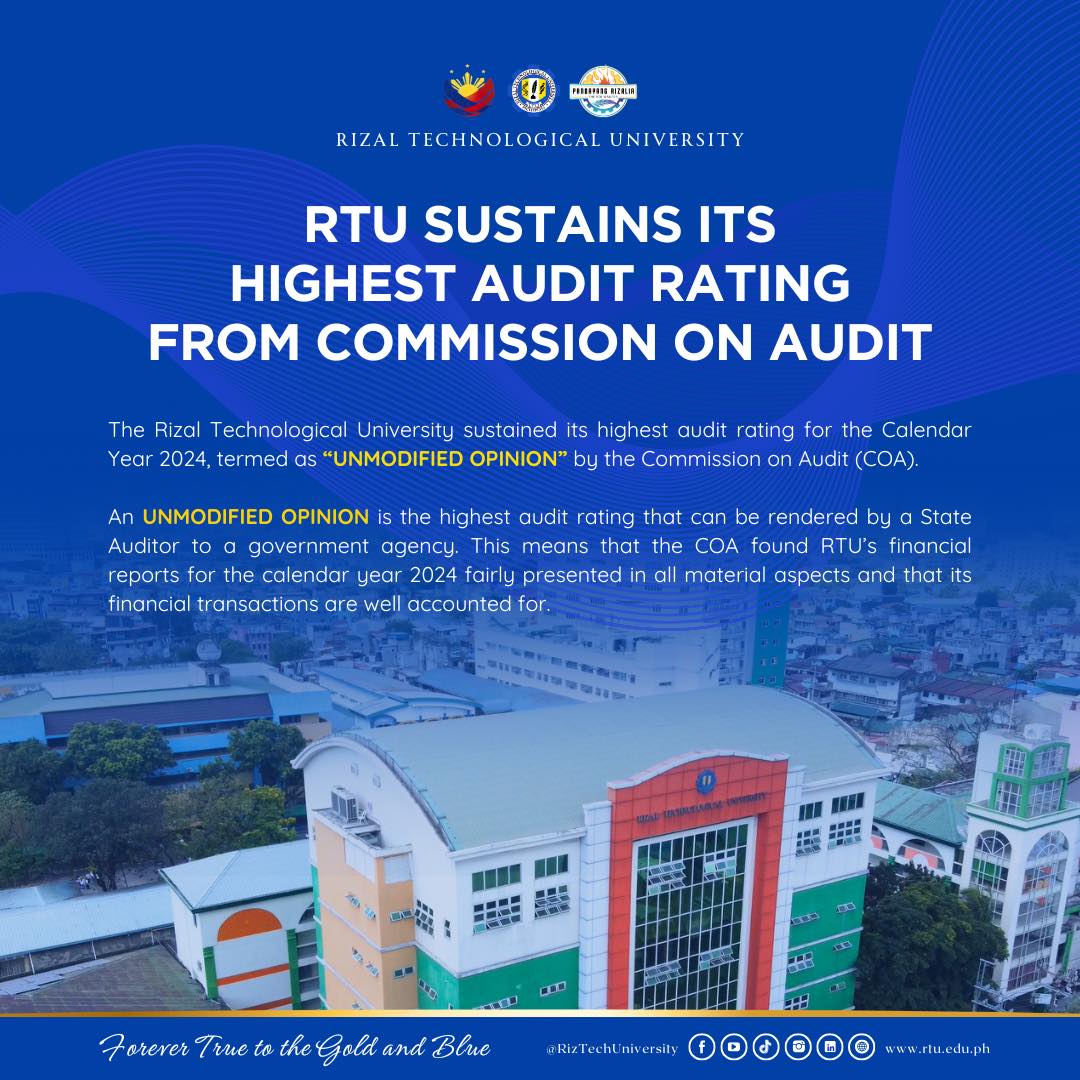 PANDAYANG RIZALIA
RIZAL TECHNOLOGICAL UNIVERSITY
RTU SUSTAINS ITS
HIGHEST AUDIT RATING
FROM COMMISSION ON AUDIT
The Rizal Technological University sustained its highest audit rating for the Calendar
Year 2024, termed as “UNMODIFIED OPINION” by the Commission on Audit (COA).
An UNMODIFIED OPINION is the highest audit rating that can be rendered by a State
Auditor to a government agency. This means that the COA found RTU’s financial
reports for the calendar year 2024 fairly presented in all material aspects and that its
financial transactions are well accounted for.
RIZAL TECHNOLOGICAL UNIVERSITY
Forever True to the Gold and Blue
@RizTechUniversity
www.rtu.edu.ph